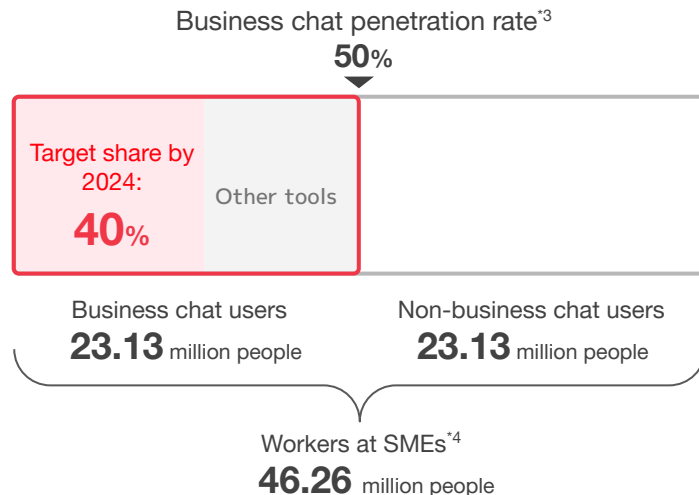 Business chat penetration rate*3
50%
Target share by
2024:
40%
Other tools
Business chat users
23.13 million people
Non-business chat users
23.13 million people
Workers at SMEs*4
46.26 million people